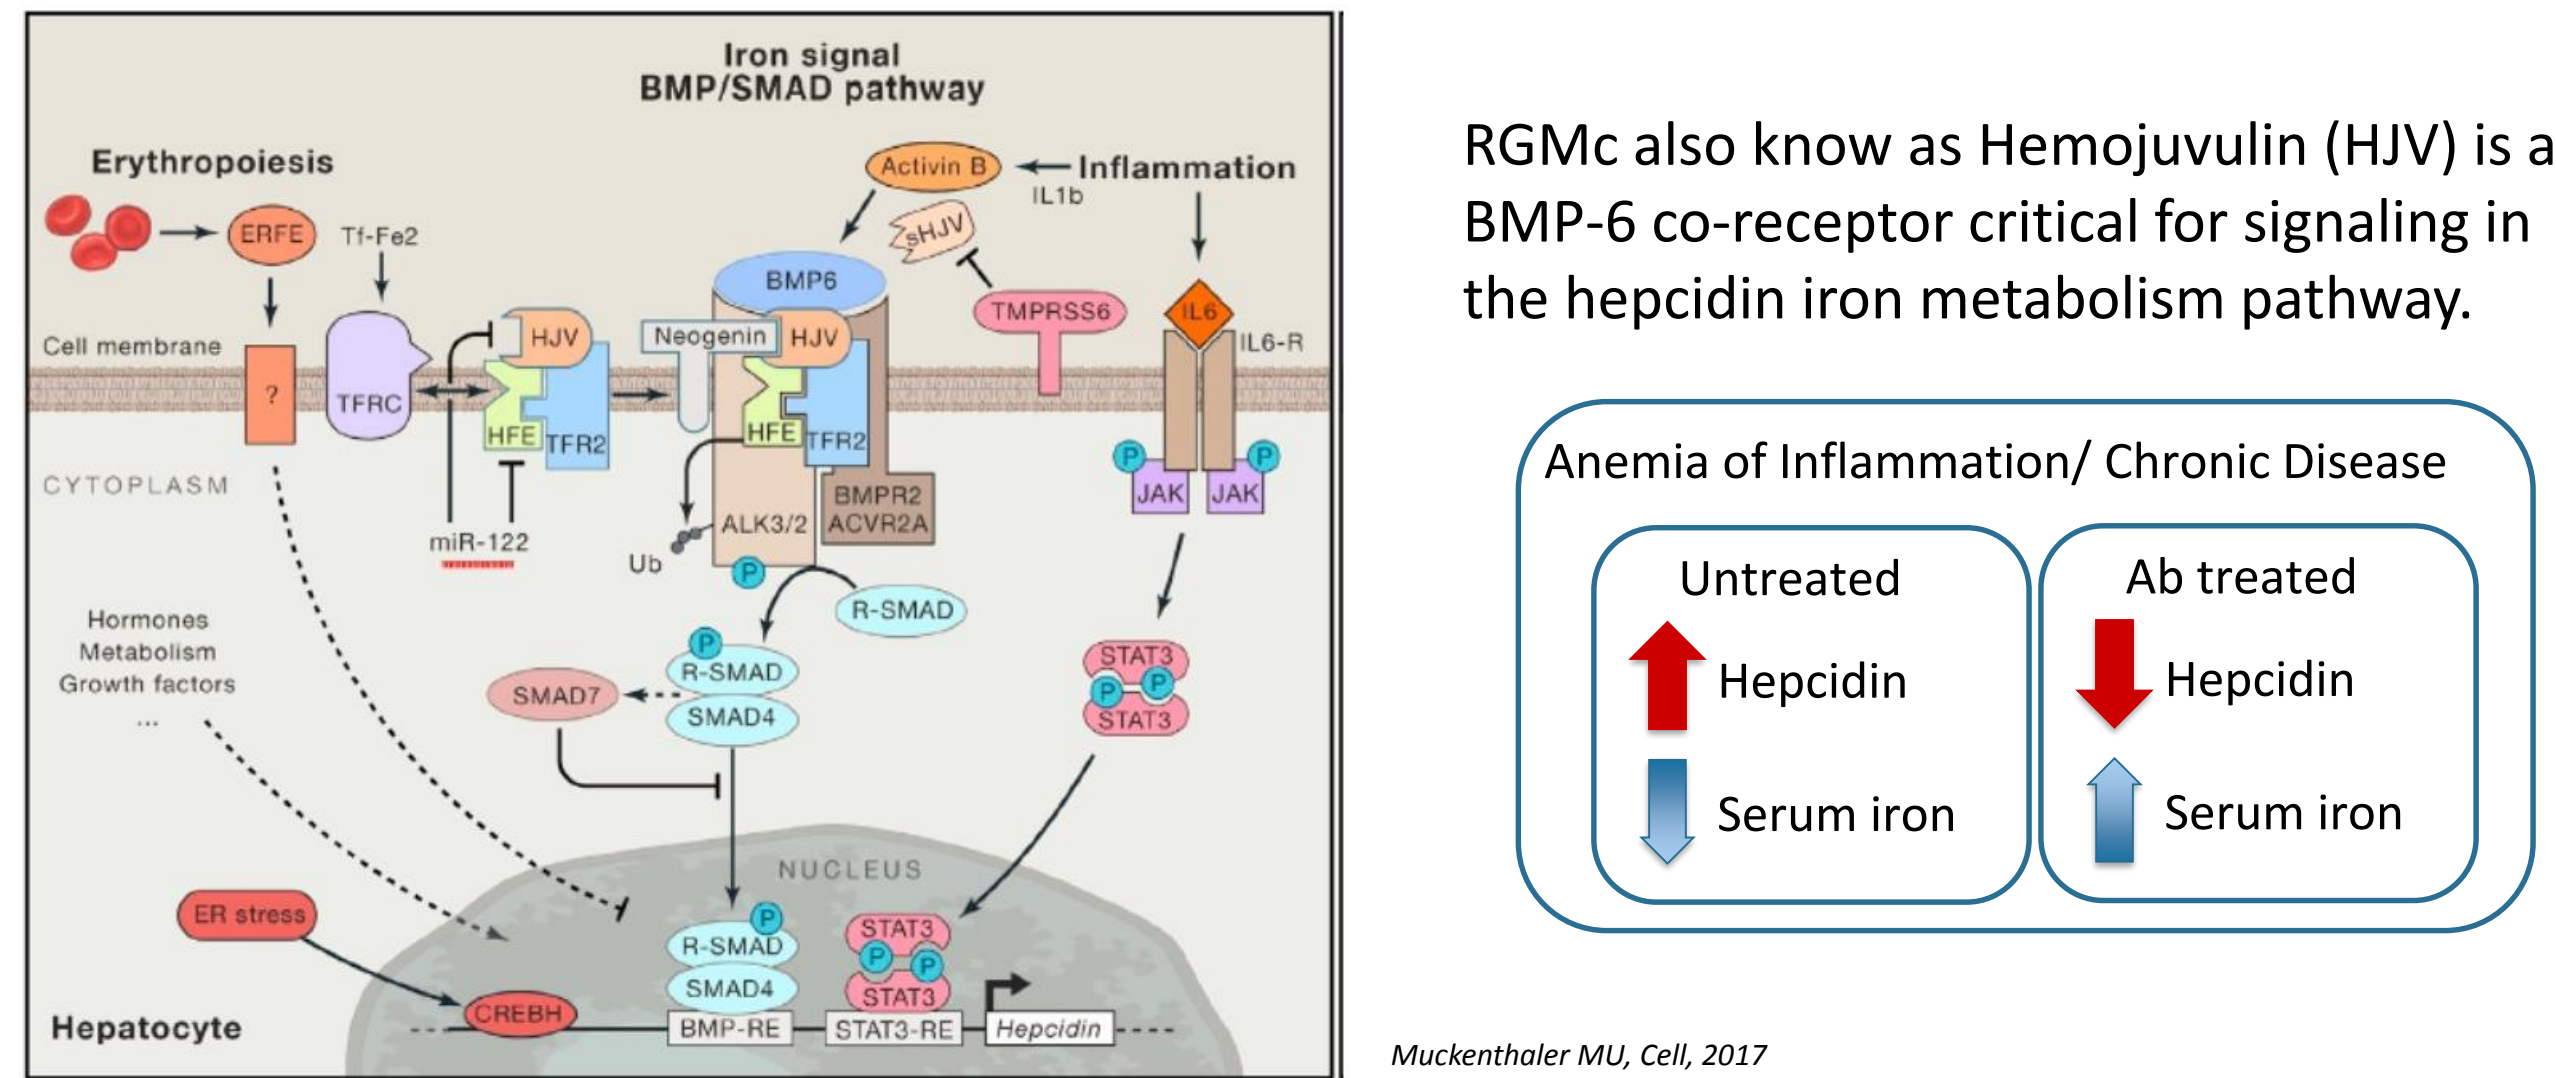 Iron signal
BMP/SMAD pathway
Erythropoiesis
Activin B
Inflammation
IL1b
ERFE
Tf-Fe2
sHJV
BMP6
TMPRSS6
IL6
Cell membrane
HJV
Neogenin
HJV
IL6-R
?
TFRC
HFE
TFR2
HFE
TFR2
P
P
CYTOPLASM
JAK
JAK
BMPR2
ACVR2A
ALK3/2
miR-122
Ub
P
R-SMAD
Hormones
Metabolism
Growth factors
...
P
R-SMAD
SMAD4
SMAD7
STAT3
P
P
STAT3
NUCLEUS
ER stress
P
R-SMAD
SMAD4
STAT3
P
P
STAT3
CREBH
Hepatocyte
BMP-RE
STAT3-RE
Hepcidin
RGMc also know as Hemojuvulin (HJV) is a
BMP-6 co-receptor critical for signaling in
the hepcidin iron metabolism pathway.
Anemia of Inflammation/ Chronic Disease
Untreated
Hepcidin
Serum iron
Ab treated
Hepcidin
Serum iron
Muckenthaler MU, Cell, 2017